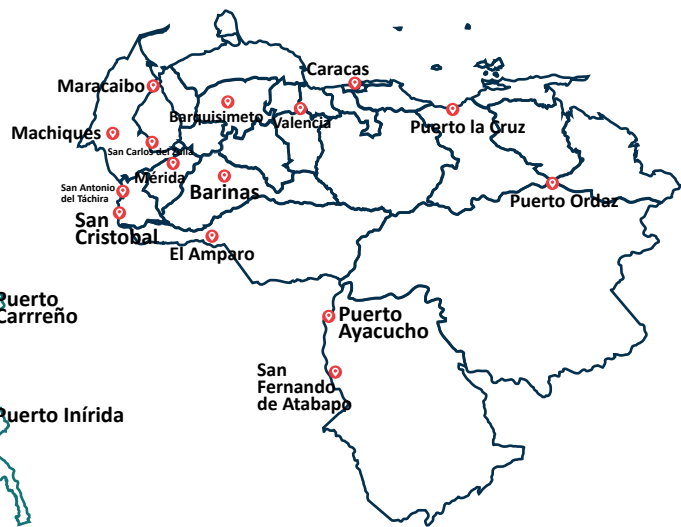 Caracas
Maracaibo
Barquisimeto
Valencia
Puerto la Cruz
Machiques
San Carlos del Zulia
Mérida
Barinas
San Antonio
del Táchira
Puerto Ordaz
San
Cristobal
El Amparo
Puerto
Carrreño
Puerto
Ayacucho
San
Fernando
de Atabapo
Puerto Inírida